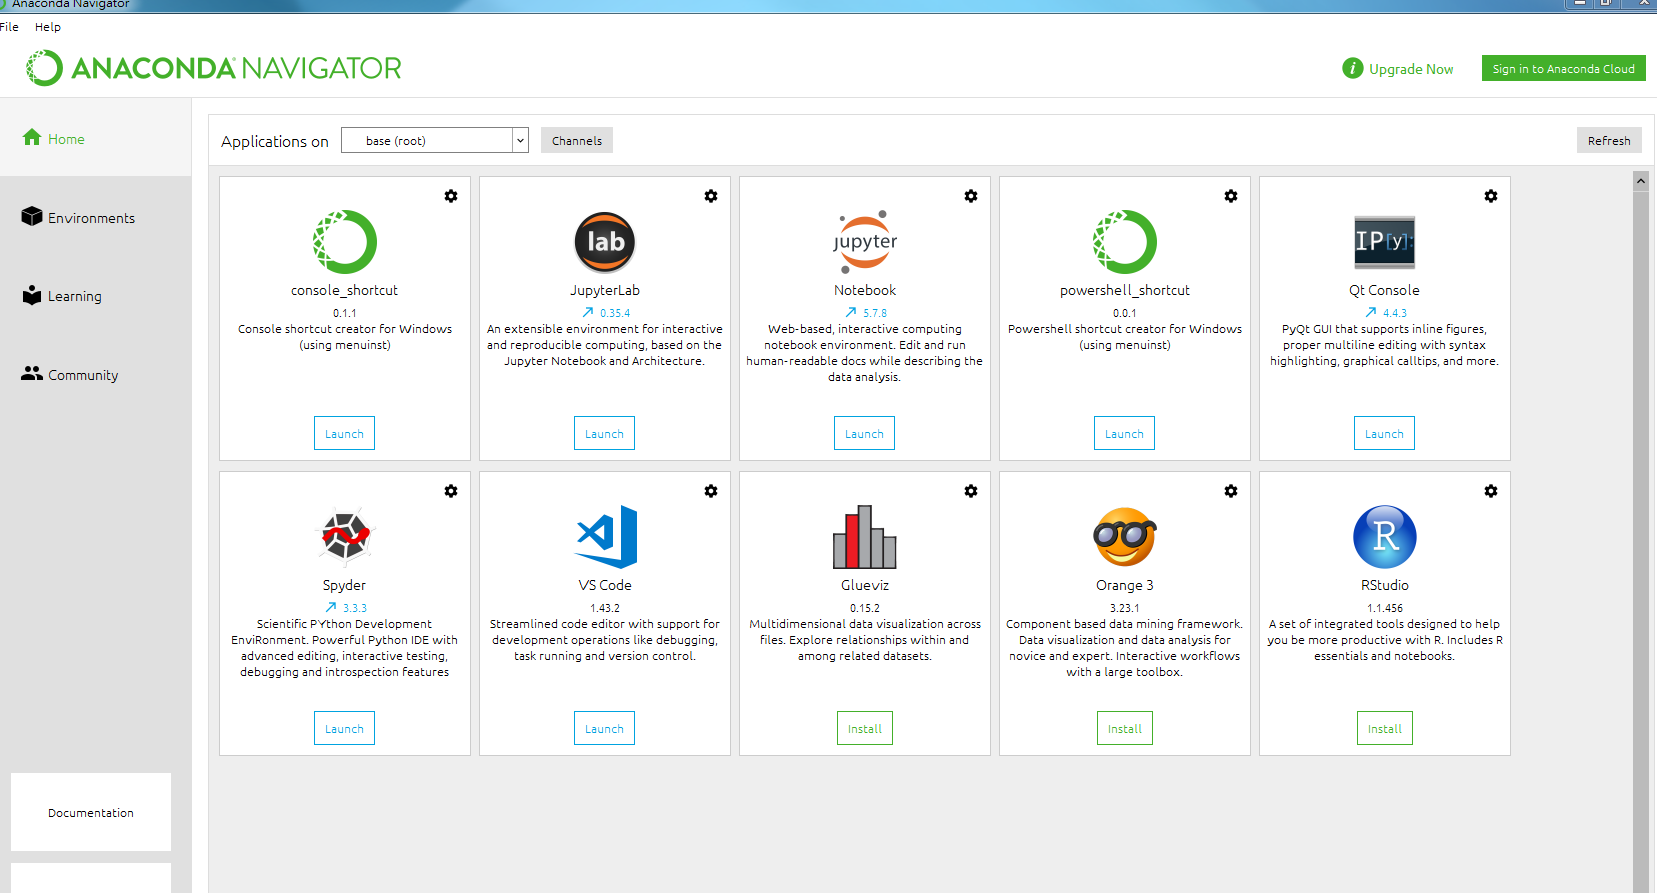 Anaconda Navigator
File Help
ANACONDA NAVIGATOR
i Upgrade Now
Sign in to Anaconda Cloud
Home
Environments
Learning
Community
Documentation
Applications on
base (root)
Channels
Refresh
console_shortcut
0.1.1
Console shortcut creator for Windows
(using menuinst)
Launch
lab
JupyterLab
0.35.4
An extensible environment for interactive
and reproducible computing, based on the
Jupyter Notebook and Architecture.
Launch
jupyter
Notebook
5.7.8
Web-based, interactive computing
notebook environment. Edit and run
human-readable docs while describing the
data analysis.
Launch
powershell_shortcut
0.0.1
Powershell shortcut creator for Windows
(using menuinst)
Launch
IP[y]:
Qt Console
4.4.3
PyQt GUI that supports inline figures,
proper multiline editing with syntax
highlighting, graphical calltips, and more.
Launch
Spyder
3.3.3
Scientific PYthon Development
EnviRonment. Powerful Python IDE with
advanced editing, interactive testing,
debugging and introspection features
Launch
VS Code
1.43.2
Streamlined code editor with support for
development operations like debugging,
task running and version control.
Launch
Glueviz
0.15.2
Multidimensional data visualization across
files. Explore relationships within and
among related datasets.
Install
Orange 3
3.23.1
Component based data mining framework.
Data visualization and data analysis for
novice and expert. Interactive workflows
with a large toolbox.
Install
R
RStudio
1.1.456
A set of integrated tools designed to help
you be more productive with R. Includes R
essentials and notebooks.
Install